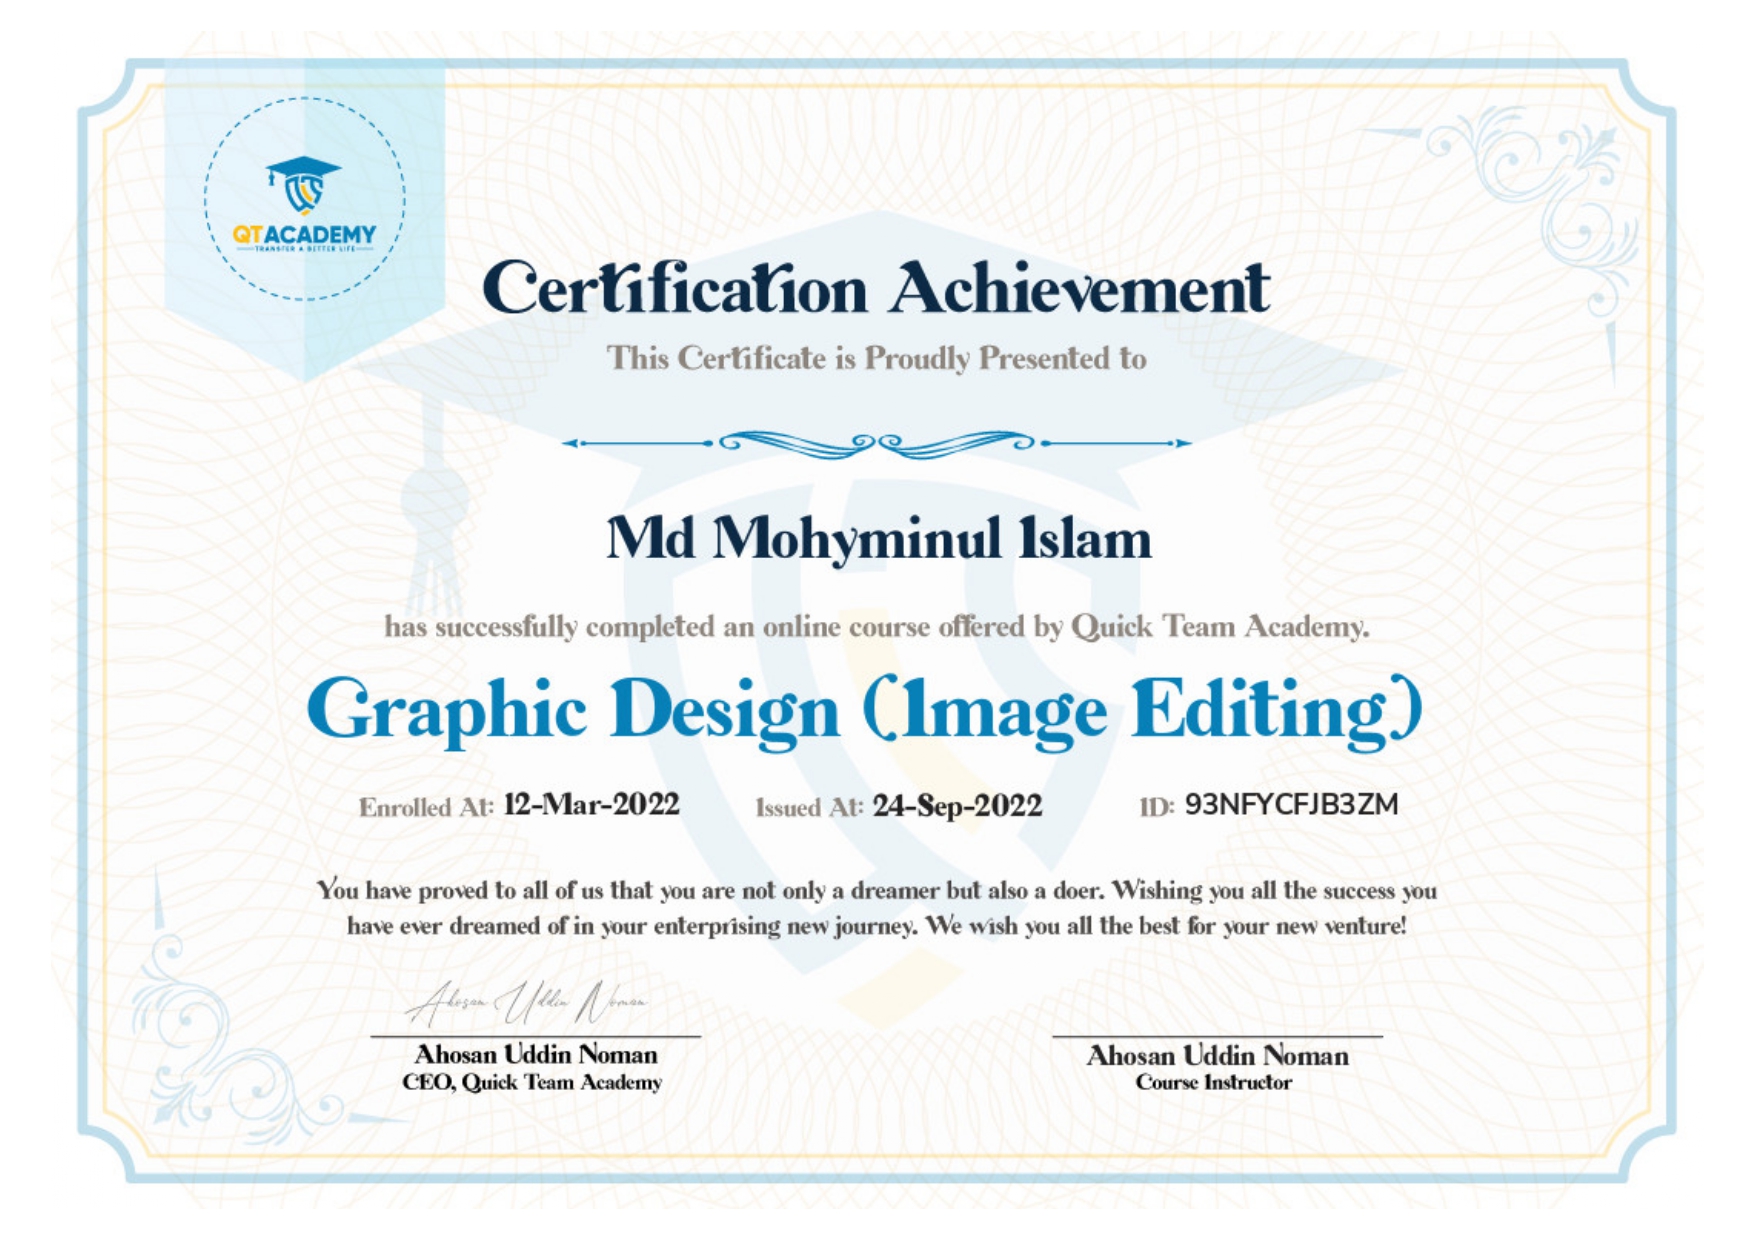 QT ACADEMY
TRANSFER A BETTER LIFE
Certification Achievement
This Certificate is Proudly Presented to
Md Mohyminul Islam
has successfully completed an online course offered by Quick Team Academy.
Graphic Design (Image Editing)
Enrolled At: 12-Mar-2022 Issued At: 24-Sep-2022 ID: 93NFYCFJB3ZM
You have proved to all of us that you are not only a dreamer but also a doer. Wishing you all the success you
have ever dreamed of in your enterprising new journey. We wish you all the best for your new venture!
Ahosan Uddin Noman
Ahosan Uddin Noman
CEO, Quick Team Academy
Ahosan Uddin Noman
Course Instructor